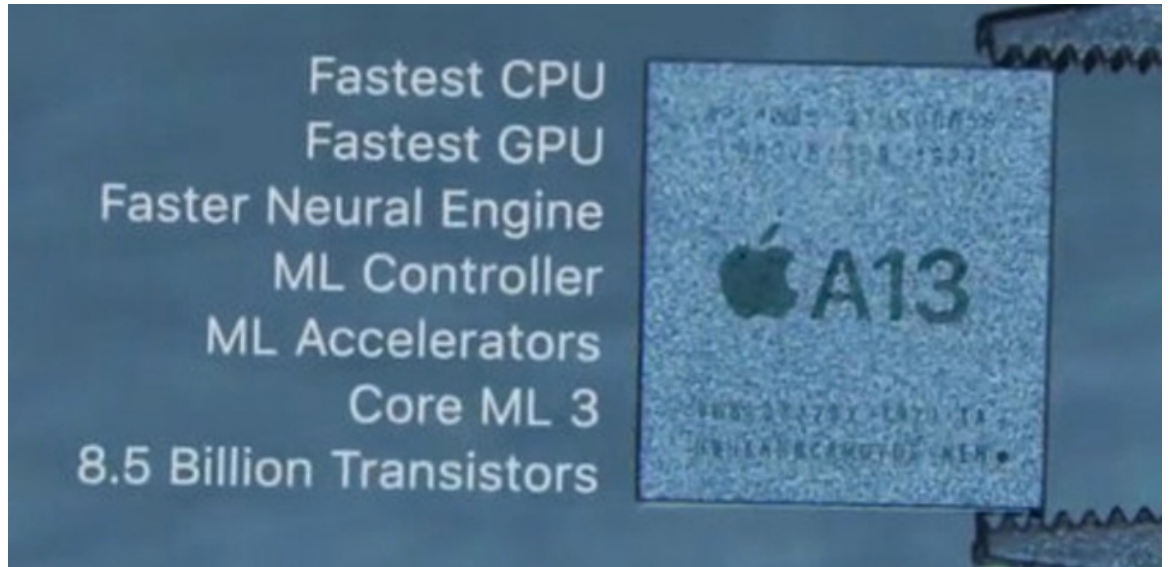 Fastest CPU
Fastest GPU
Faster Neural Engine
ML Controller
ML Accelerators
Core ML 3
8.5 Billion Transistors
A13